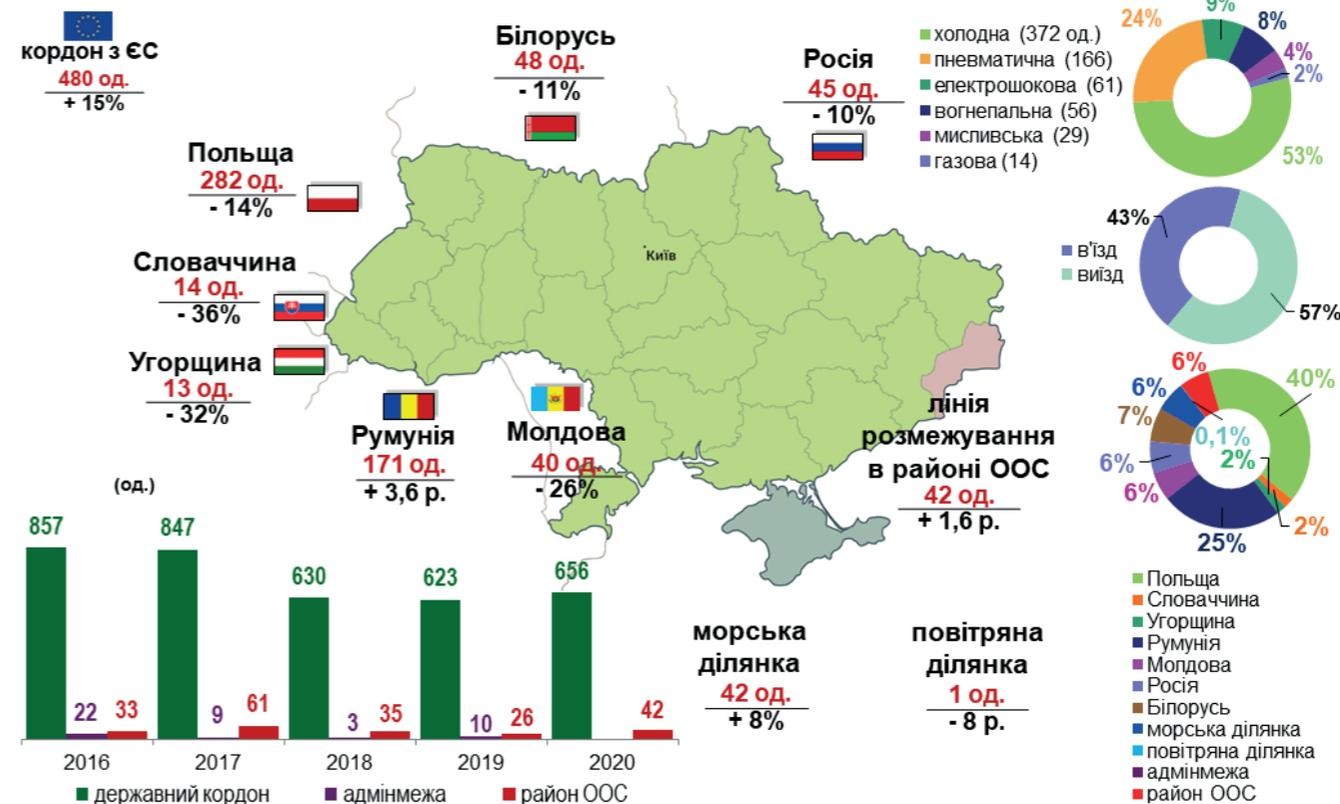 кордон з ЄС
480 од.
+ 15%
Білорусь
48 од.
- 11%
Росія
45 од.
- 10%
Польща
282 од.
- 14%
Словаччина
14 од.
- 36%
Угорщина
13 од.
- 32%
Румунія
171 од.
+ 3,6 р.
Молдова
40 од.
- 26%
Київ
лінія
розмежування
в районі ООС
42 од.
+ 1,6 р.
морська
ділянка
42 од.
+ 8%
повітряна
ділянка
1 од.
- 8 р.
(од.)
857
22
33
847
9
61
630
3
35
623
10
26
656
42
2016
2017
2018
2019
2020
державний кордон
адмінмежа
район ООС
холодна (372 од.)
пневматична (166)
електрошокова (61)
вогнепальна (56)
мисливська (29)
газова (14)
24%
9%
8%
4%
2%
53%
в'їзд
виїзд
43%
57%
6%
6%
7%
6%
6%
25%
0,1%
2%
2%
40%
Польща
Словаччина
Угорщина
Румунія
Молдова
Росія
Білорусь
морська ділянка
повітряна ділянка
адмінмежа
район ООС